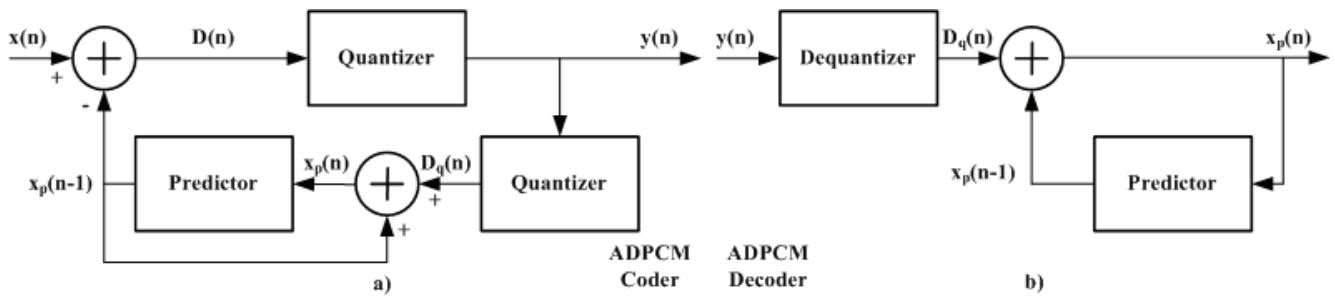 x(n)
+
-
D(n)
Quantizer
y(n)
x_p(n-1)
Predictor
x_p(n)
D_q(n)
+
+
Quantizer
a)
ADPCM
Coder
y(n)
Dequantizer
D_q(n)
x_p(n)
x_p(n-1)
Predictor
ADPCM
Decoder
b)